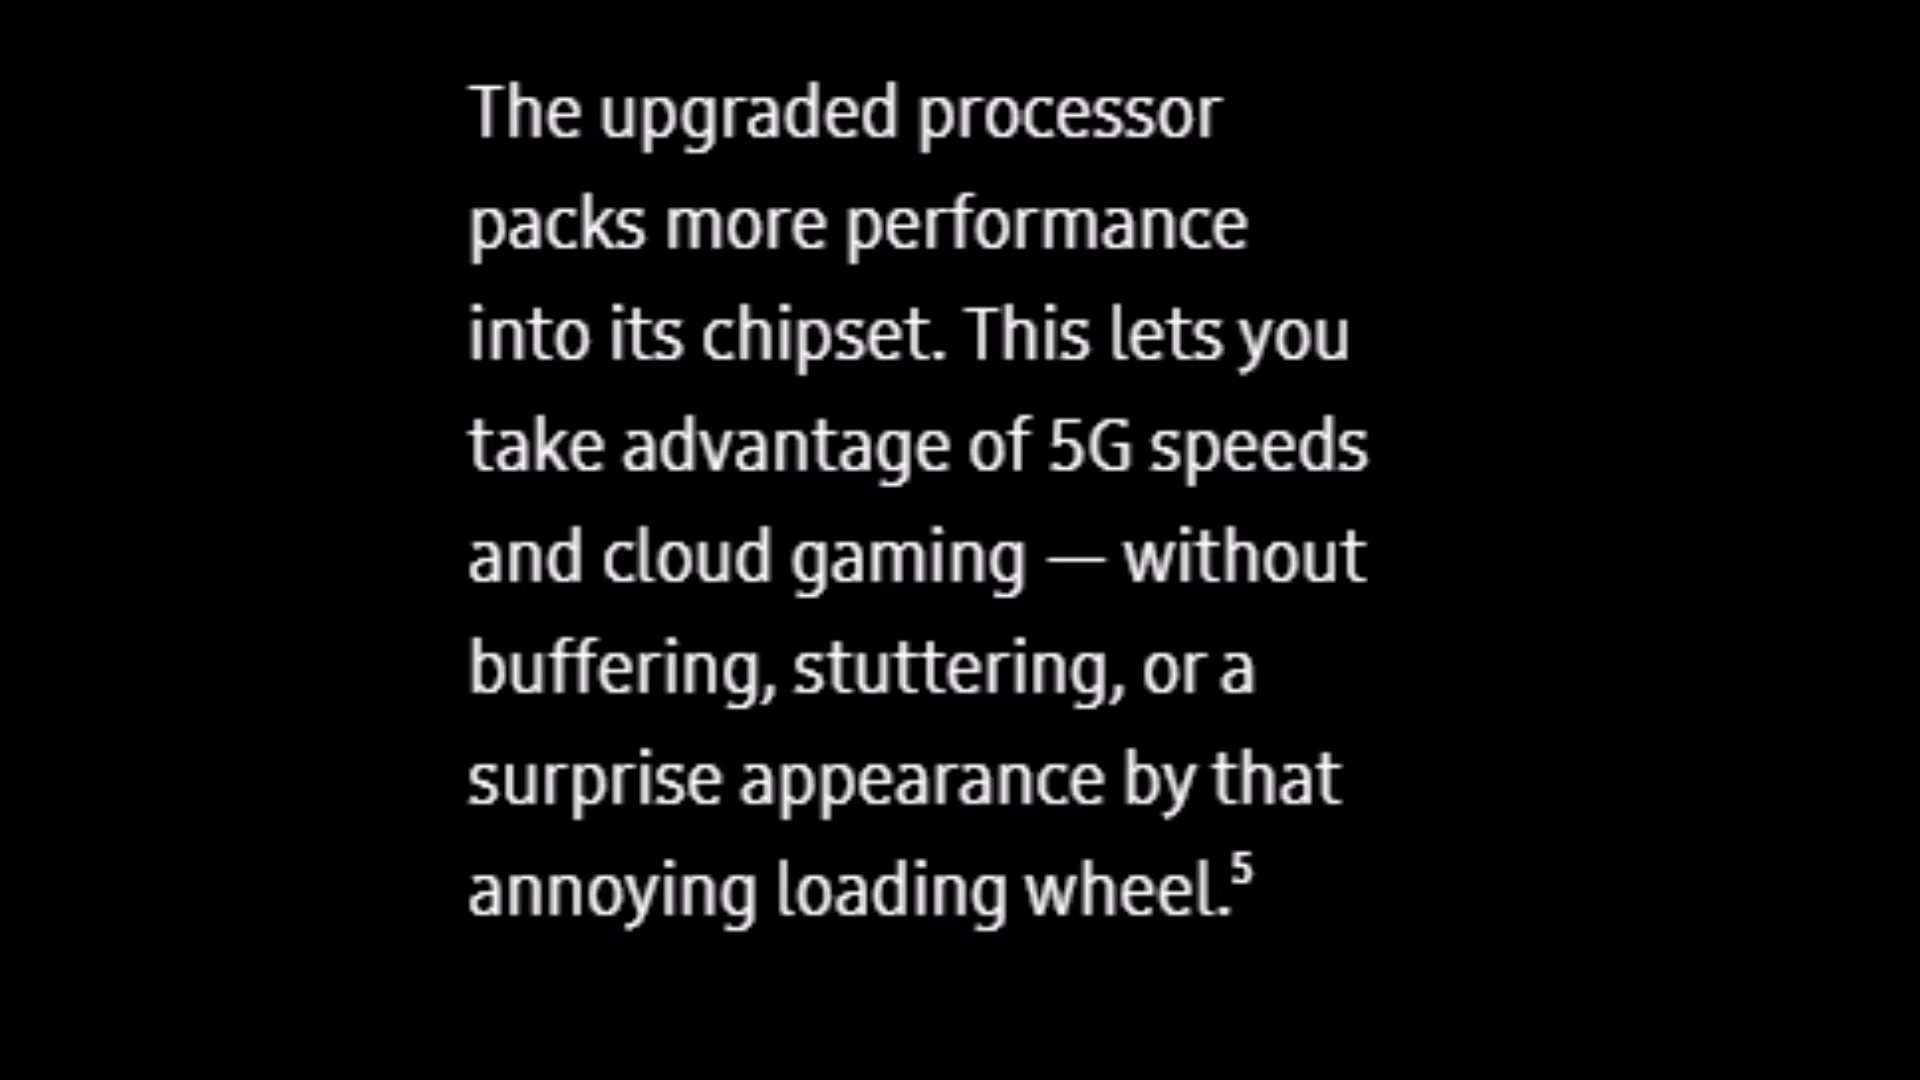 The upgraded processor
packs more performance
into its chipset. This lets you
take advantage of 5G speeds
and cloud gaming — without
buffering, stuttering, or a
surprise appearance by that
annoying loading wheel.⁵